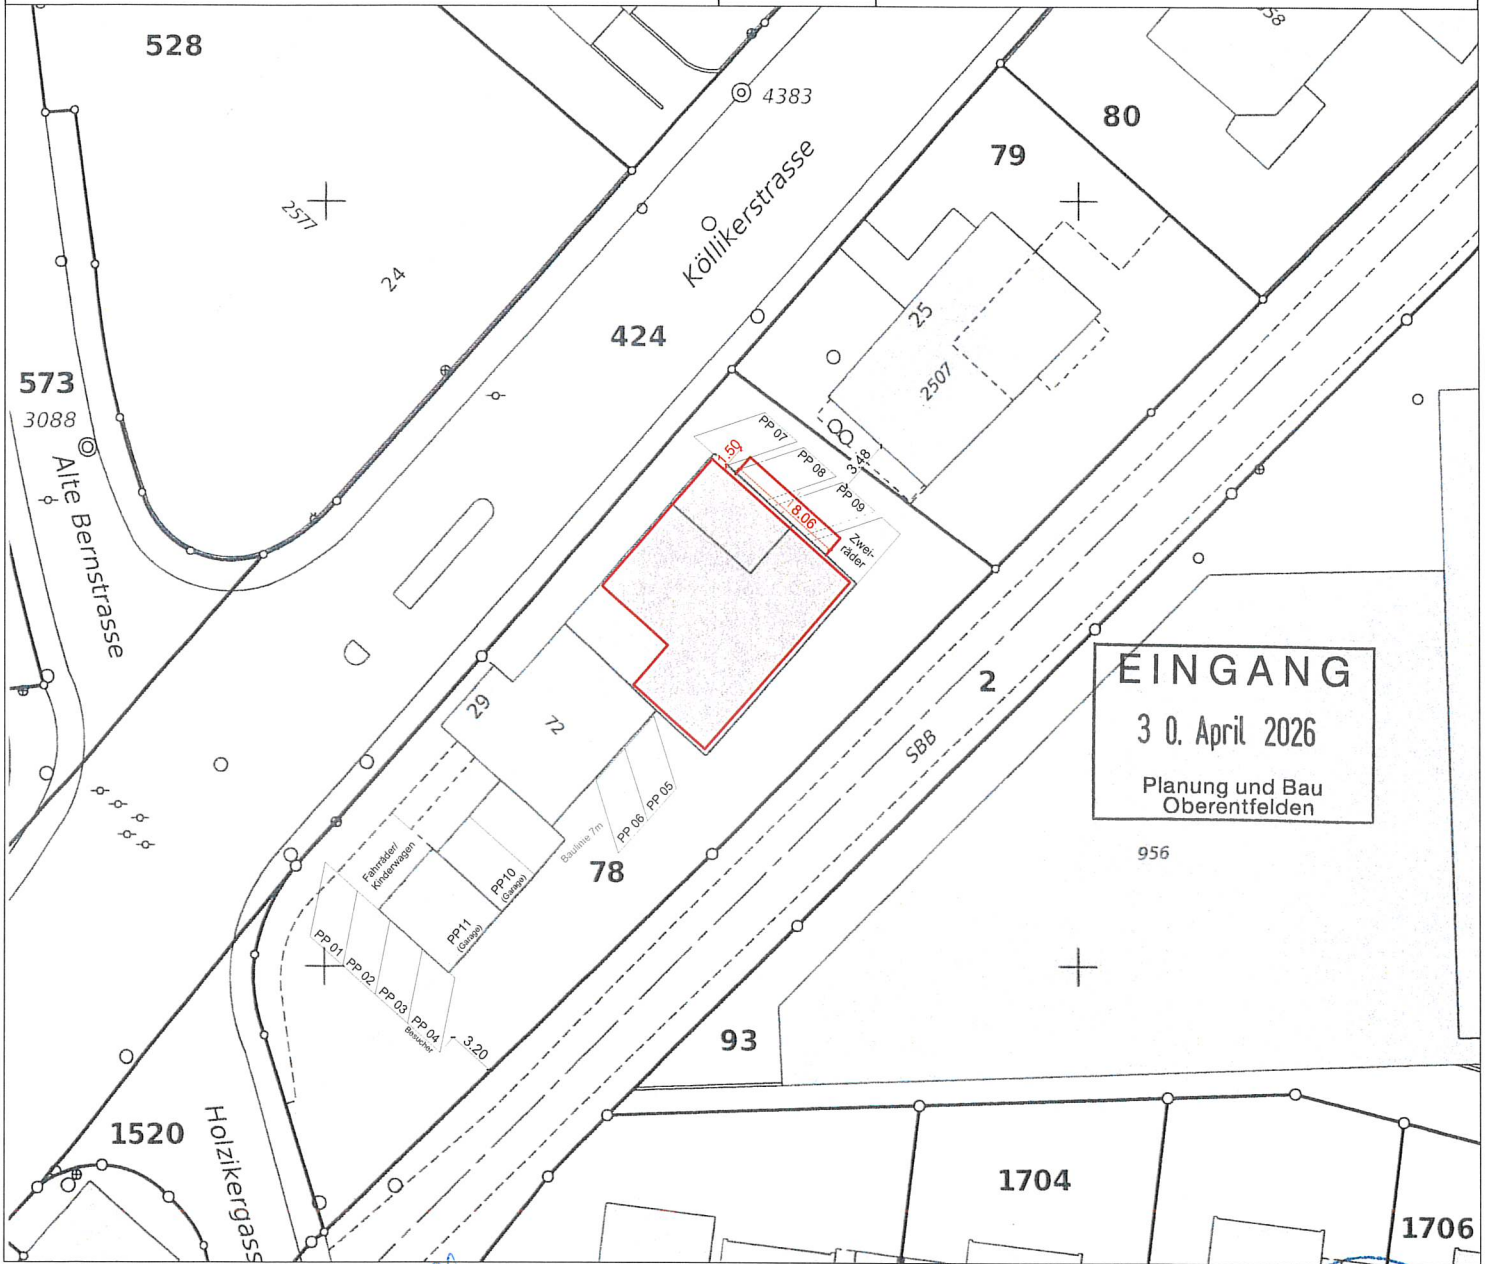 58
528
4383
80
79
Köllikerstrasse
2577
24
25
424
573
3088
2507
Alte Bernstrasse
PP 07
1.50
PP 08
3.48
PP 09
8.06
Zwei-
räder
2
EINGANG
3 0. April 2026
Planung und Bau
Oberentfelden
SBB
29
72
PP 05
PP 06
Baulinie 7m
956
78
Fahrräder/
Kinderwagen
PP10
(Garage)
PP11
(Garage)
PP 01
PP 02
PP 03
PP 04
Besucher
3.20
93
1520
Holzikergass
1704
1706